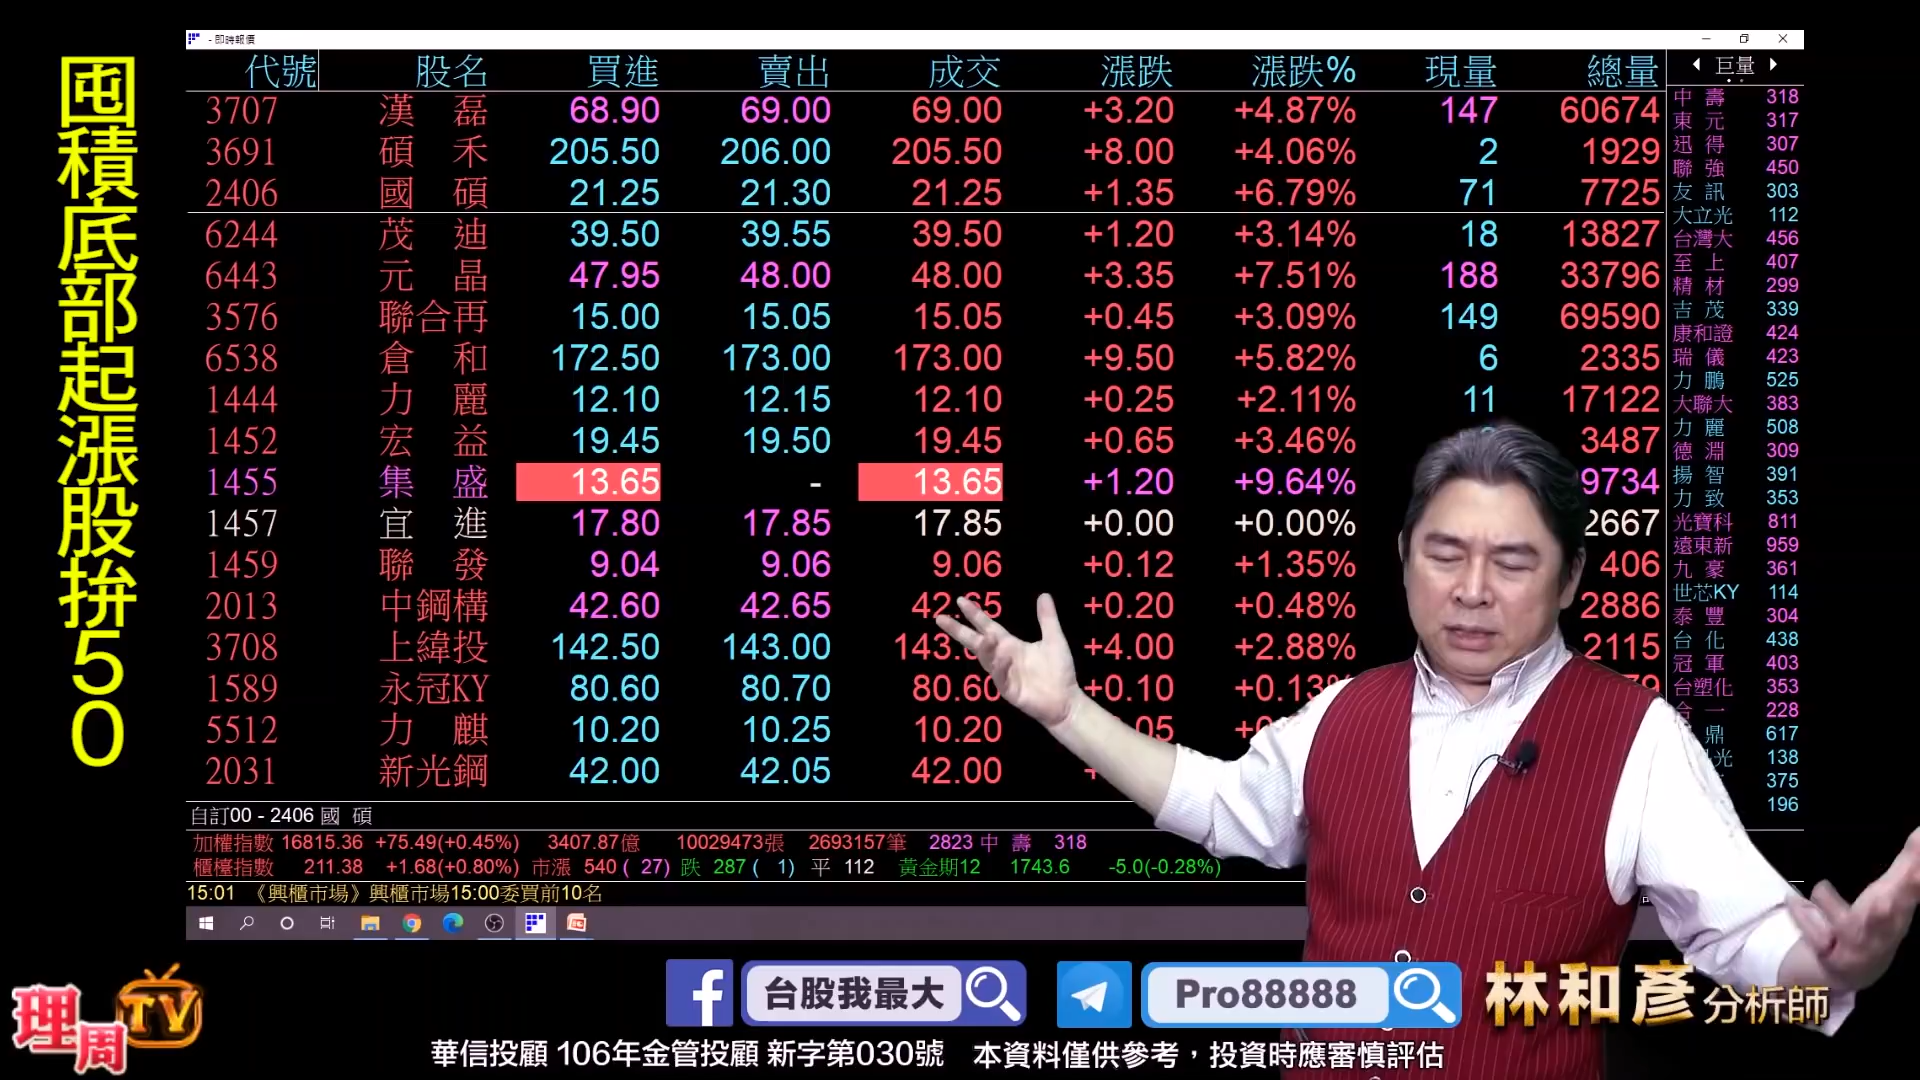 囤積底部起漲股拚50
- 即時報價
代號 股名 買進 賣出 成交 漲跌 漲跌% 現量 總量
3707 漢磊 68.90 69.00 69.00 +3.20 +4.87% 147 60674
3691 碩禾 205.50 206.00 205.50 +8.00 +4.06% 2 1929
2406 國碩 21.25 21.30 21.25 +1.35 +6.79% 71 7725
6244 茂迪 39.50 39.55 39.50 +1.20 +3.14% 18 13827
6443 元晶 47.95 48.00 48.00 +3.35 +7.51% 188 33796
3576 聯合再 15.00 15.05 15.05 +0.45 +3.09% 149 69590
6538 倉和 172.50 173.00 173.00 +9.50 +5.82% 6 2335
1444 力麗 12.10 12.15 12.10 +0.25 +2.11% 11 17122
1452 宏益 19.45 19.50 19.45 +0.65 +3.46% 3487
1455 集盛 13.65 - 13.65 +1.20 +9.64% 9734
1457 宜進 17.80 17.85 17.85 +0.00 +0.00% 2667
1459 聯發 9.04 9.06 9.06 +0.12 +1.35% 406
2013 中鋼構 42.60 42.65 42.65 +0.20 +0.48% 2886
3708 上緯投 142.50 143.00 143. +4.00 +2.88% 2115
1589 永冠KY 80.60 80.70 80.60 +0.10 +0.13%
5512 力麒 10.20 10.25 10.20
2031 新光鋼 42.00 42.05 42.00
巨量
中壽 318
東元 317
迅得 307
聯強 450
友訊 303
大立光 112
台灣大 456
至上 407
精材 299
吉茂 339
康和證 424
瑞儀 423
力鵬 525
大聯大 383
力麗 508
德淵 309
揚智 391
力致 353
光寶科 811
遠東新 959
九豪 361
世芯KY 114
泰豐 304
台化 438
冠軍 403
台塑化 353
合一 228
鼎 617
光 138
375
196
自訂00 - 2406 國碩
加權指數 16815.36 +75.49(+0.45%) 3407.87億 10029473張 2693157筆 2823 中壽 318
櫃檯指數 211.38 +1.68(+0.80%) 市漲 540 ( 27) 跌 287 ( 1) 平 112 黃金期12 1743.6 -5.0(-0.28%)
15:01 《興櫃市場》興櫃市場15:00委買前10名
理周TV
台股我最大
Pro88888
林和彥分析師
華信投顧 106年金管投顧 新字第030號 本資料僅供參考，投資時應審慎評估